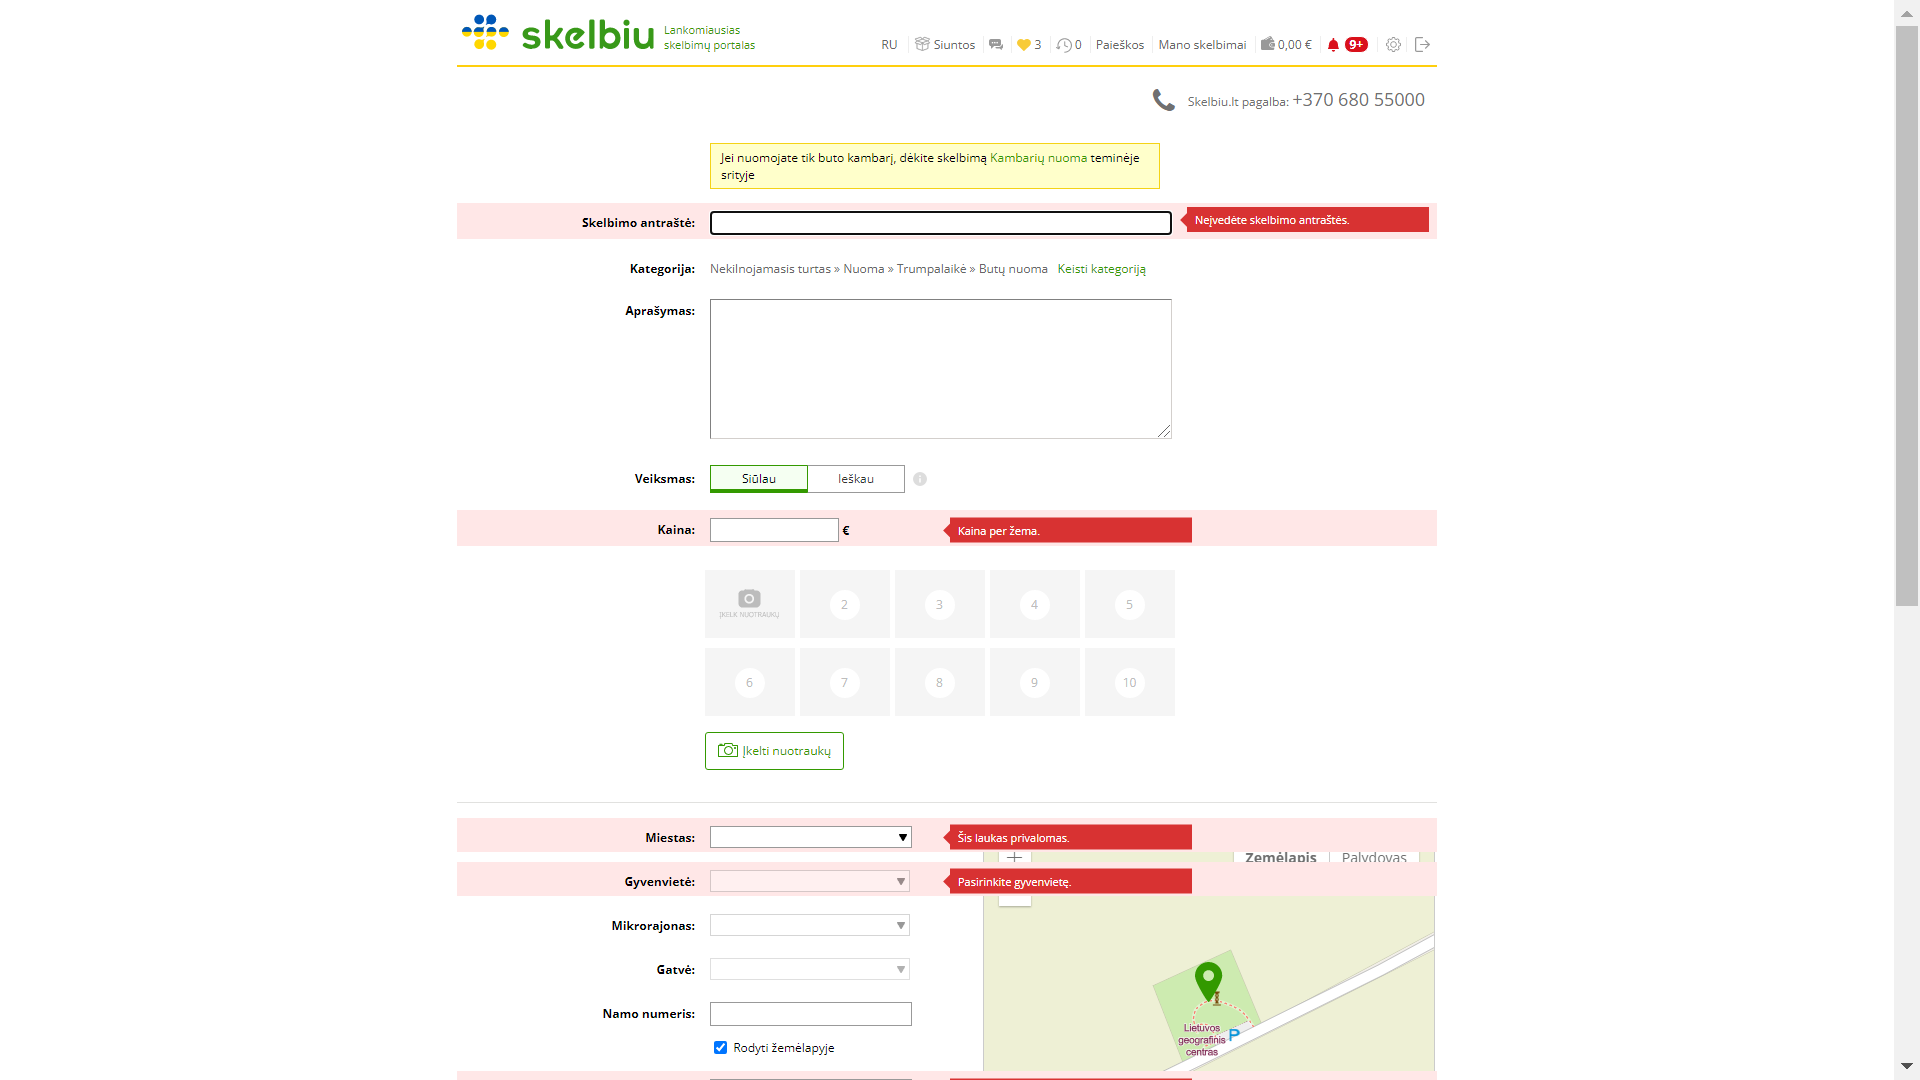 skelbiu
Lankomiausias
skelbimų portalas
RU
Siuntos
3
0
Paieškos
Mano skelbimai
0,00 €
9+
Skelbiu.lt pagalba: +370 680 55000
Jei nuomojate tik buto kambarį, dėkite skelbimą Kambarių nuoma teminėje
srityje
Skelbimo antraštė:
Neįvedėte skelbimo antraštės.
Kategorija:
Nekilnojamasis turtas » Nuoma » Trumpalaikė » Butų nuoma Keisti kategoriją
Aprašymas:
Veiksmas:
Siūlau
Ieškau
Kaina:
€
Kaina per žema.
ĮKELK NUOTRAUKŲ
2
3
4
5
6
7
8
9
10
Įkelti nuotraukų
Miestas:
Šis laukas privalomas.
Žemėlapis
Palydovas
Gyvenvietė:
Pasirinkite gyvenvietę.
Mikrorajonas:
Gatvė:
Namo numeris:
Rodyti žemėlapyje
Lietuvos
geografinis
centras
P